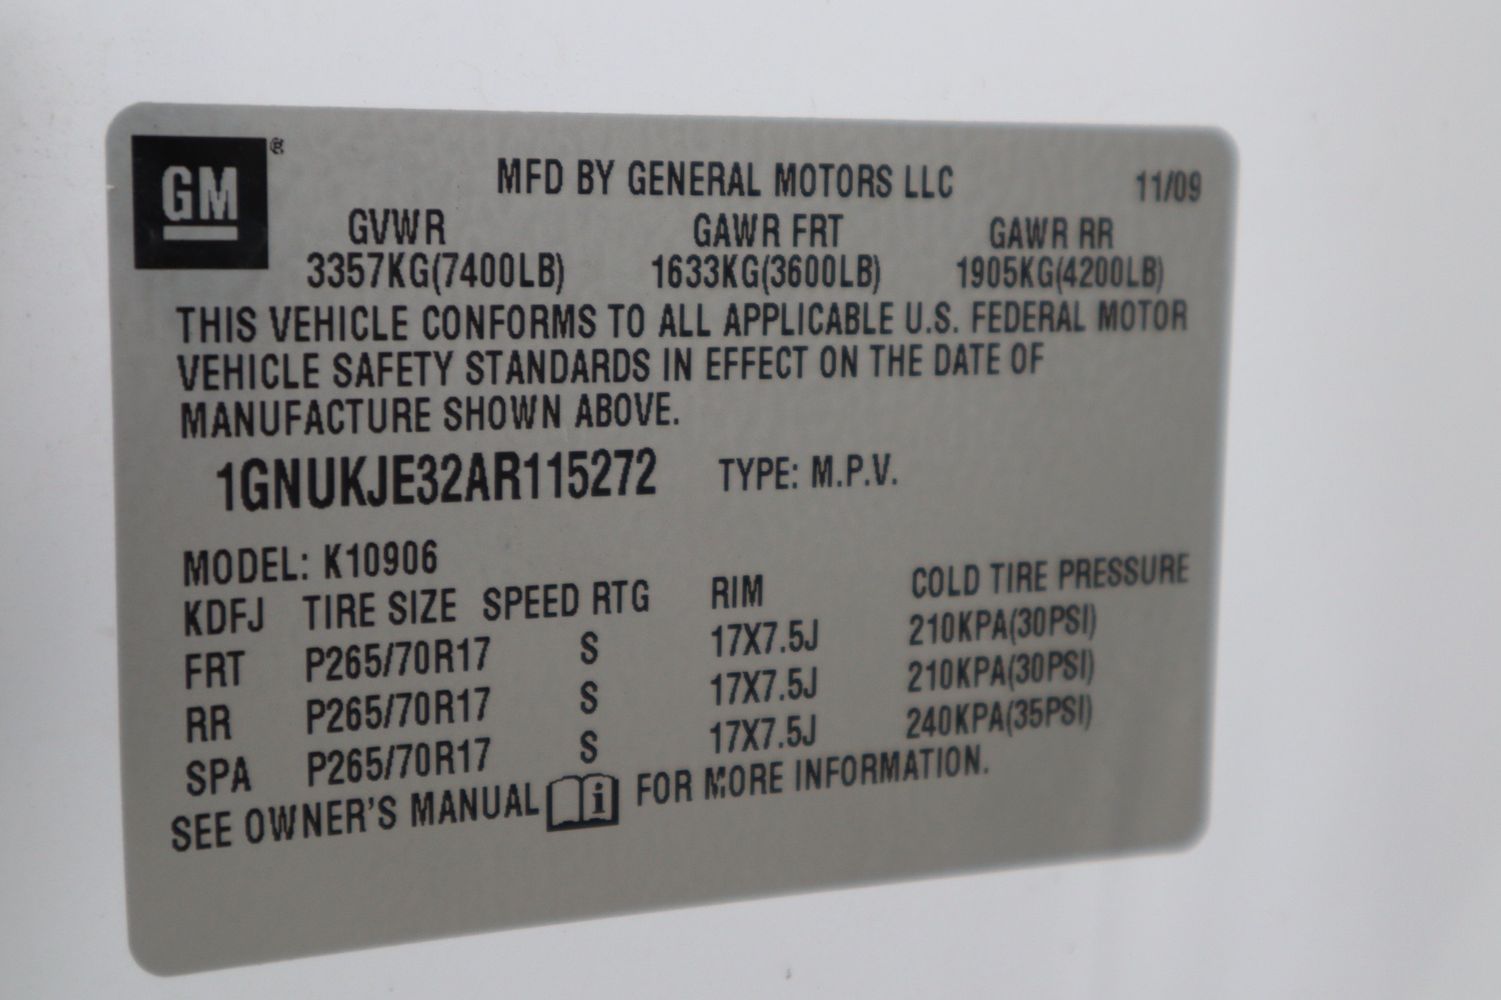 GM ®
MFD BY GENERAL MOTORS LLC 11/09
GVWR GAWR FRT GAWR RR
3357KG(7400LB) 1633KG(3600LB) 1905KG(4200LB)
THIS VEHICLE CONFORMS TO ALL APPLICABLE U.S. FEDERAL MOTOR
VEHICLE SAFETY STANDARDS IN EFFECT ON THE DATE OF
MANUFACTURE SHOWN ABOVE.
1GNUKJE32AR115272 TYPE: M.P.V.
MODEL: K10906
KDFJ TIRE SIZE SPEED RTG RIM COLD TIRE PRESSURE
FRT P265/70R17 S 17X7.5J 210KPA(30PSI)
RR P265/70R17 S 17X7.5J 210KPA(30PSI)
SPA P265/70R17 S 17X7.5J 240KPA(35PSI)
SEE OWNER'S MANUAL i FOR MORE INFORMATION.